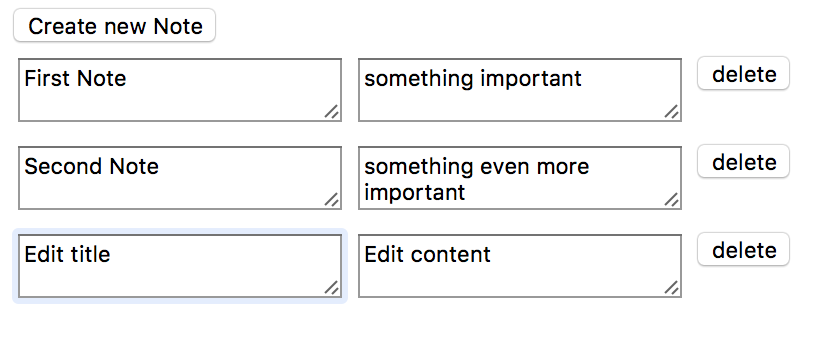 Create new Note
First Note
something important
delete
Second Note
something even more
important
delete
Edit title
Edit content
delete